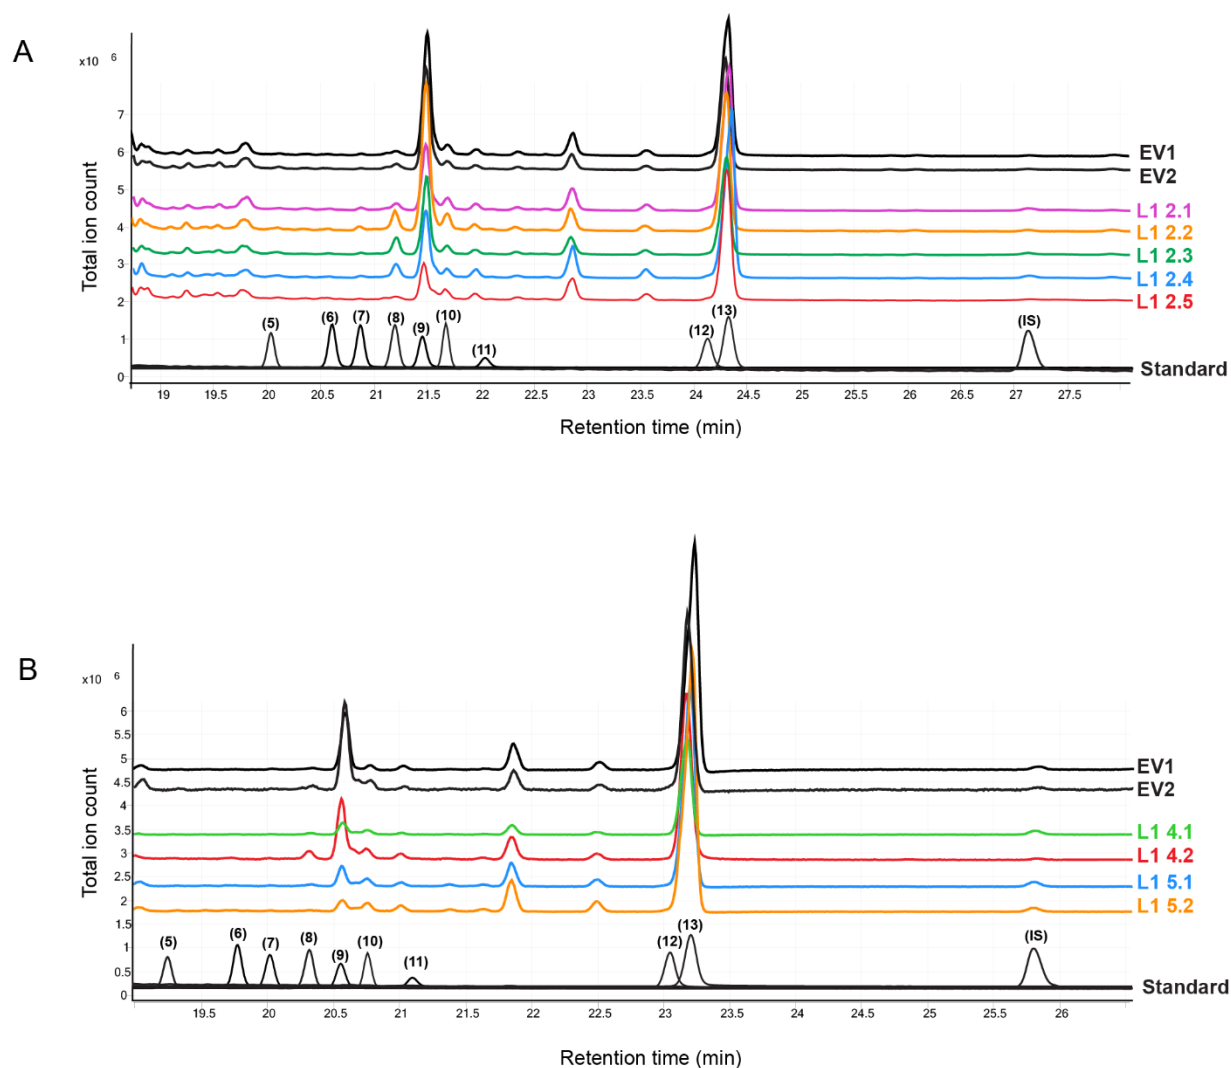 A
x10 6
Total ion count
7
6
5
4
3
2
1
0
EV1
EV2
L1 2.1
L1 2.2
L1 2.3
L1 2.4
L1 2.5
(5) (6) (7) (8) (9) (10) (11) (12) (13) (IS)
Standard
19 19.5 20 20.5 21 21.5 22 22.5 23 23.5 24 24.5 25 25.5 26 26.5 27 27.5
Retention time (min)
B
x10 6
Total ion count
6
5.5
5
4.5
4
3.5
3
2.5
2
1.5
1
0.5
0
EV1
EV2
L1 4.1
L1 4.2
L1 5.1
L1 5.2
(5) (6) (7) (8) (9) (10) (11) (12) (13) (IS)
Standard
19.5 20 20.5 21 21.5 22 22.5 23 23.5 24 24.5 25 25.5 26
Retention time (min)